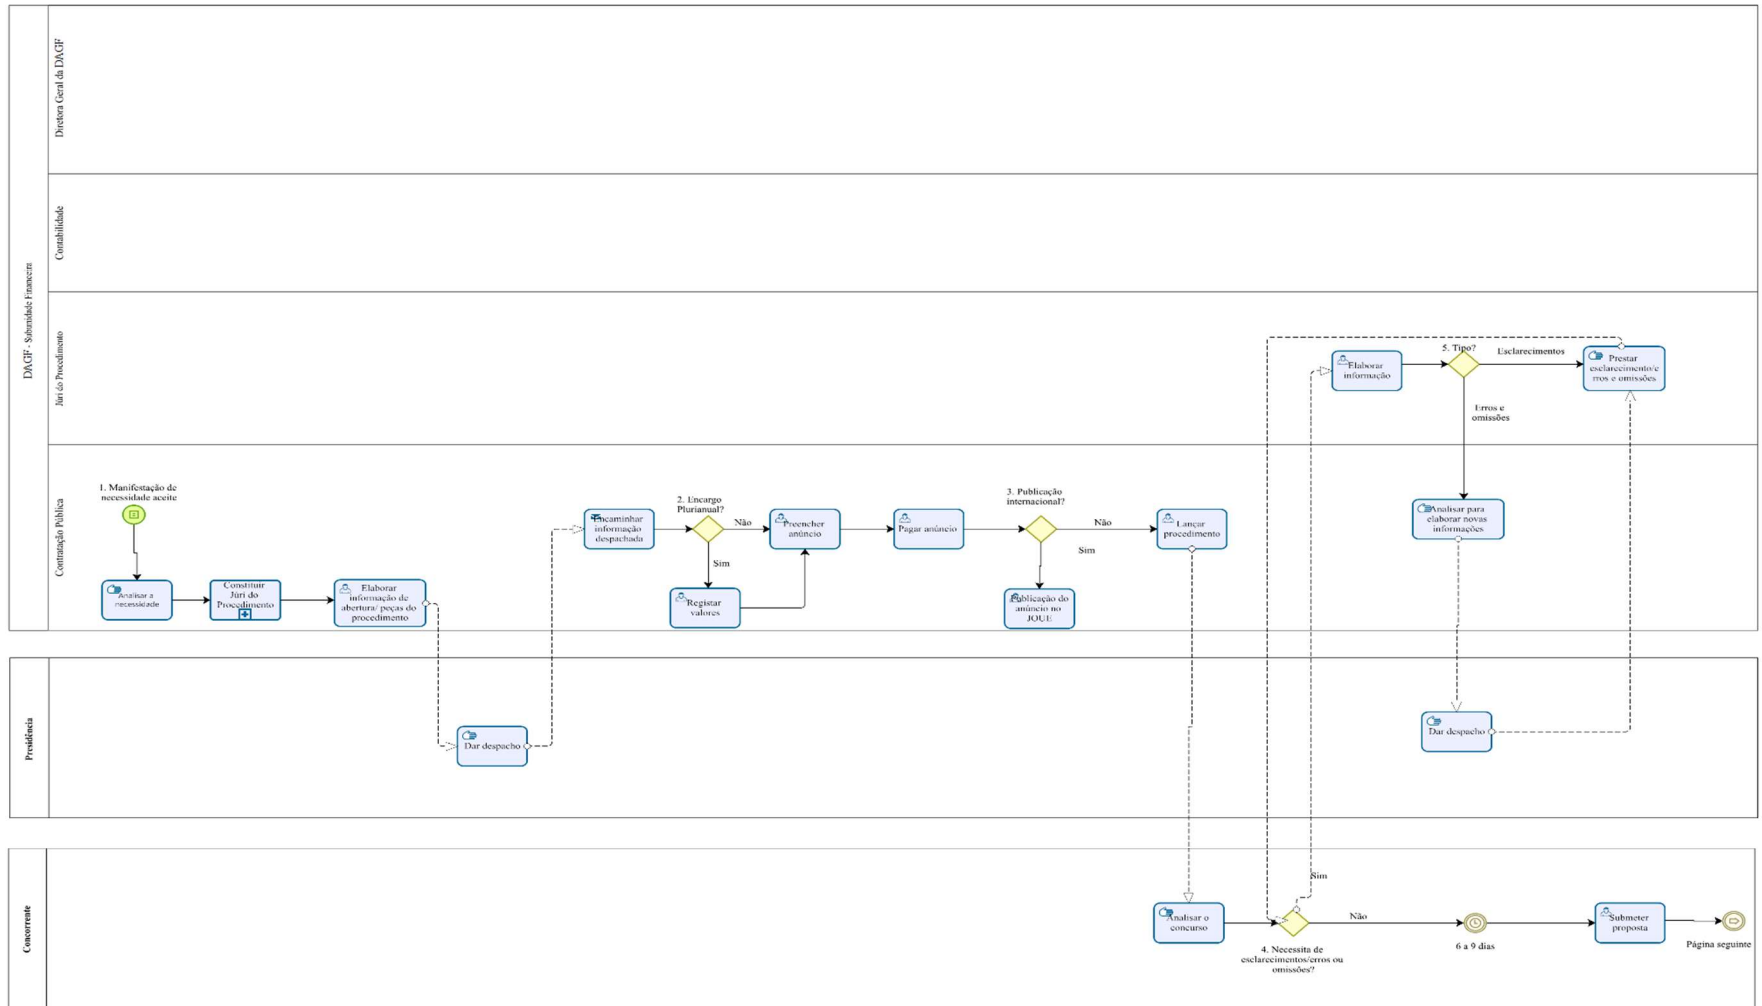 DAGF - Subunidade Financeira
Diretora Geral da DAGF
Contabilidade
Júri do Procedimento
Elaborar
informação
5. Tipo?
Esclarecimentos
Prestar
esclarecimento/e
rros e omissões
Erros e
omissões
Contratação Pública
1. Manifestação de
necessidade aceite
Analisar a
necessidade
Constituir
Júri do
Procedimento
Elaborar
informação de
abertura/ peças do
procedimento
Encaminhar
informação
despachada
2. Encargo
Plurianual?
Não
Sim
Registar
valores
Preencher
anúncio
Pagar anúncio
3. Publicação
internacional?
Não
Sim
Publicação do
anúncio no
JOUE
Lançar
procedimento
Analisar para
elaborar novas
informações
Presidência
Dar despacho
Dar despacho
Concorrente
Analisar o
concurso
Sim
4. Necessita de
esclarecimentos/erros ou
omissões?
Não
6 a 9 dias
Submeter
proposta
Página seguinte